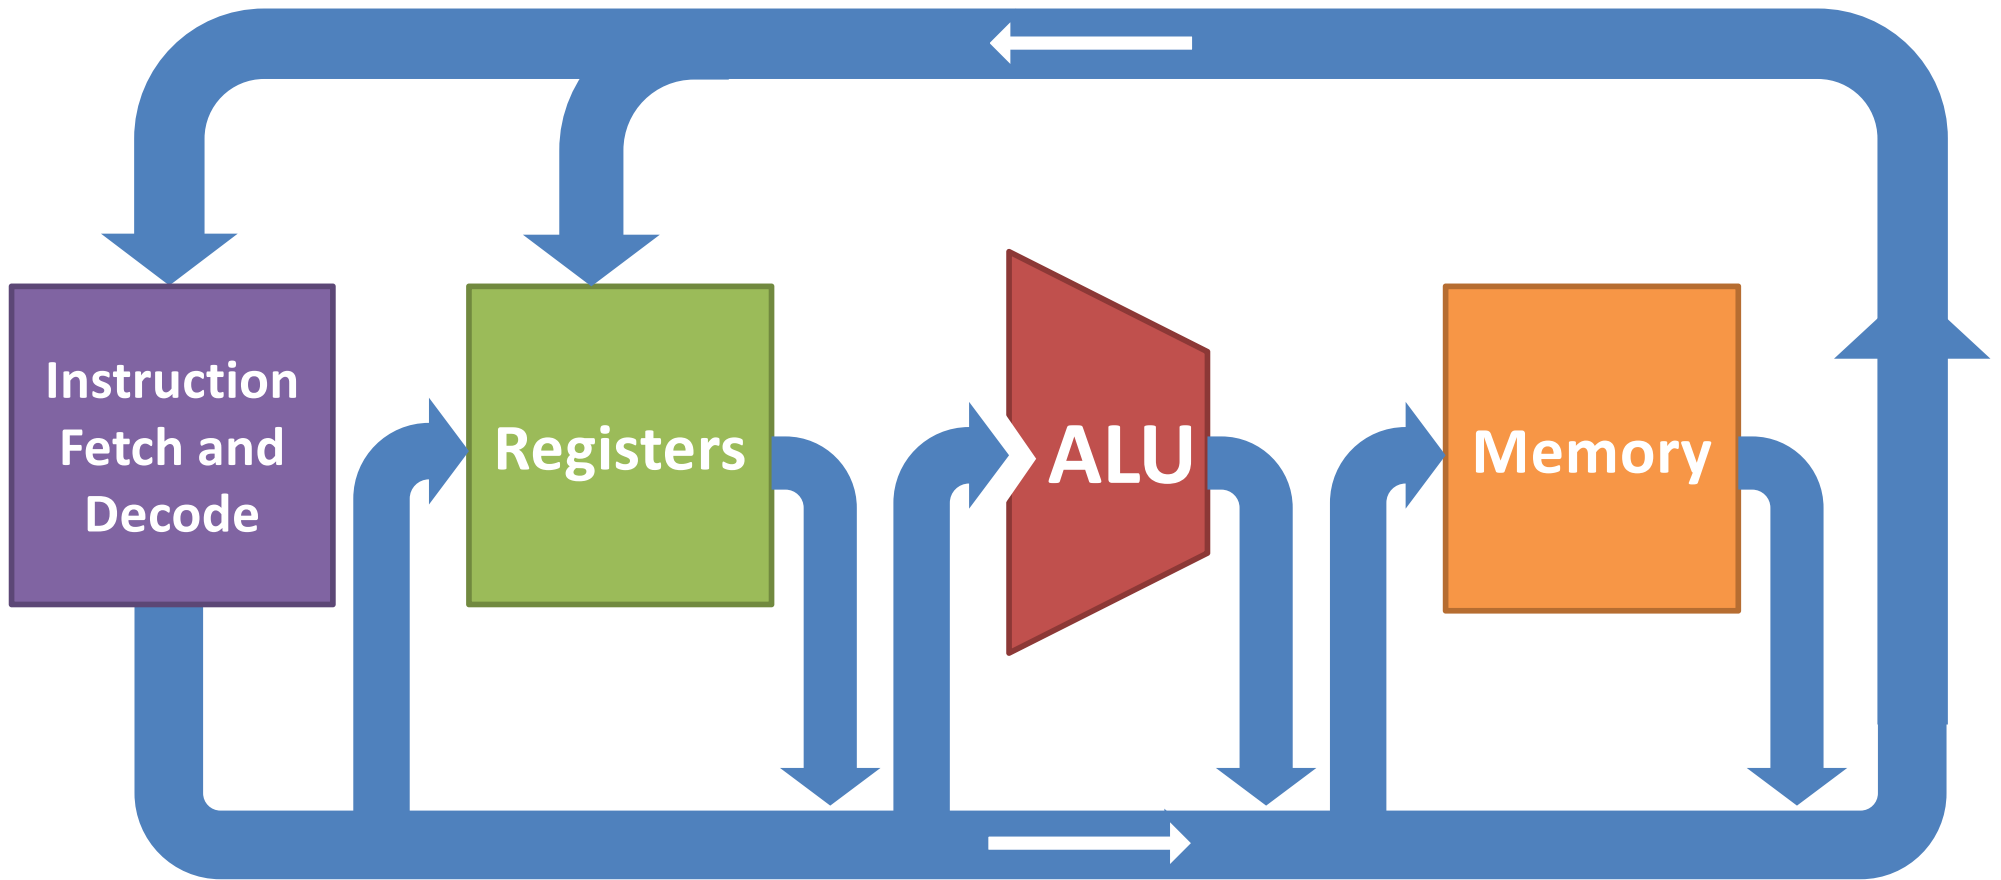 Instruction
Fetch and
Decode
Registers
ALU
Memory